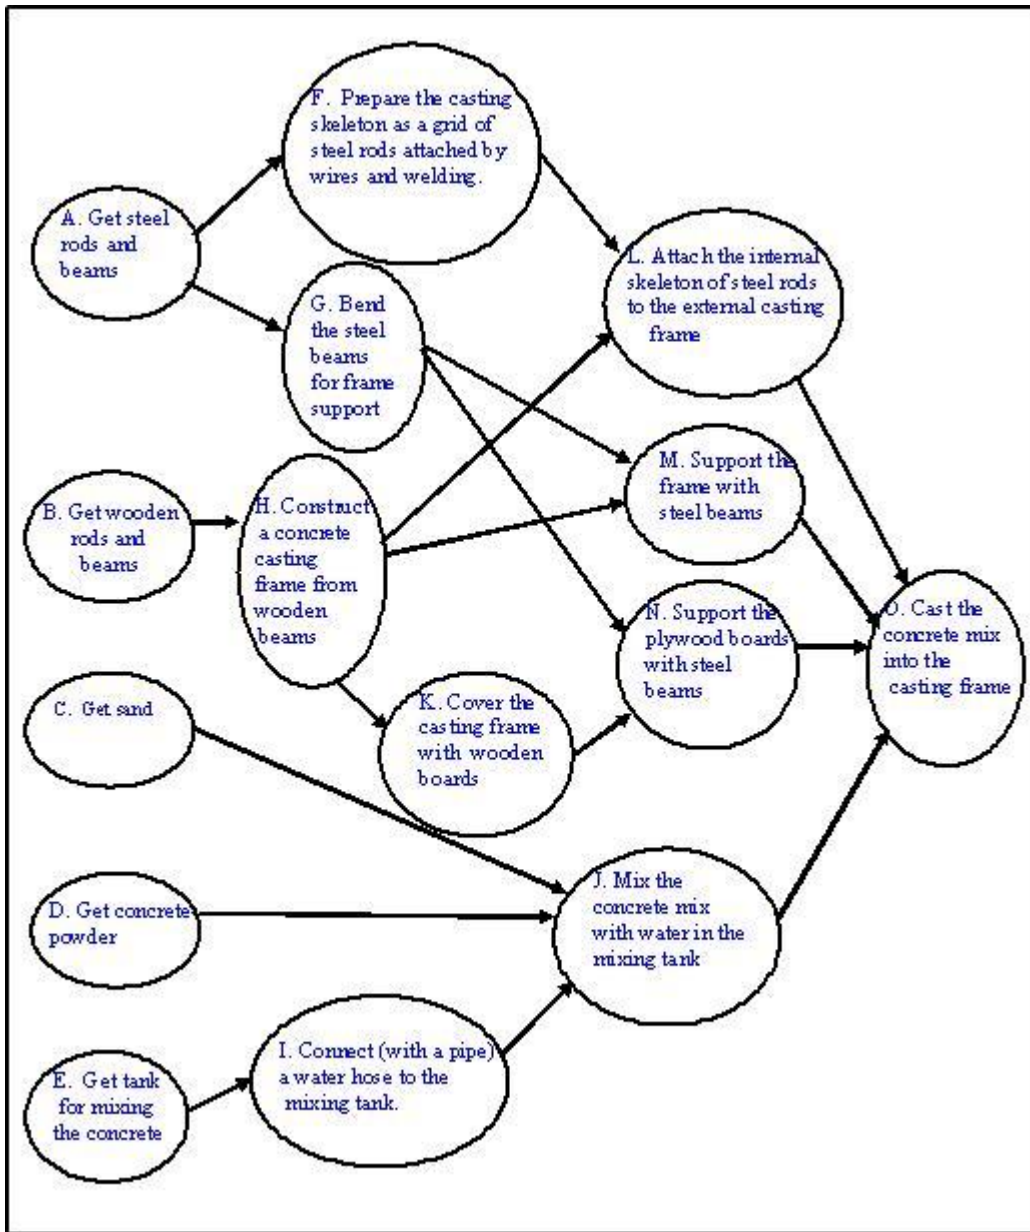 F. Prepare the casting
skeleton as a grid of
steel rods attached by
wires and welding.
A. Get steel
rods and
beams
L. Attach the internal
skeleton of steel rods
to the external casting
frame
G. Bend
the steel
beams
for frame
support
M. Support the
frame with
steel beams
B. Get wooden
rods and
beams
H. Construct
a concrete
casting
frame from
wooden
beams
N. Support the
plywood boards
with steel
beams
O. Cast the
concrete mix
into the
casting frame
C. Get sand
K. Cover the
casting frame
with wooden
boards
J. Mix the
concrete mix
with water in the
mixing tank
D. Get concrete
powder
I. Connect (with a pipe)
a water hose to the
mixing tank.
E. Get tank
for mixing
the concrete